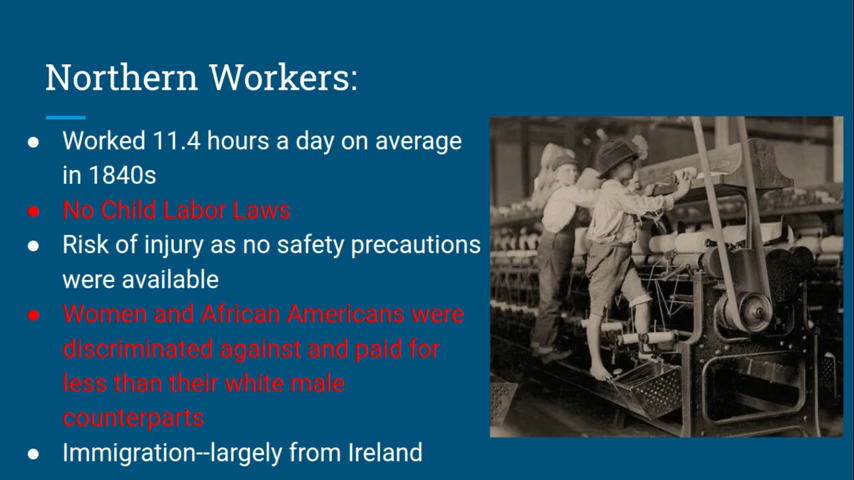 Northern Workers:
● Worked 11.4 hours a day on average
in 1840s
● No Child Labor Laws
● Risk of injury as no safety precautions
were available
● Women and African Americans were
discriminated against and paid for
less than their white male
counterparts
● Immigration--largely from Ireland